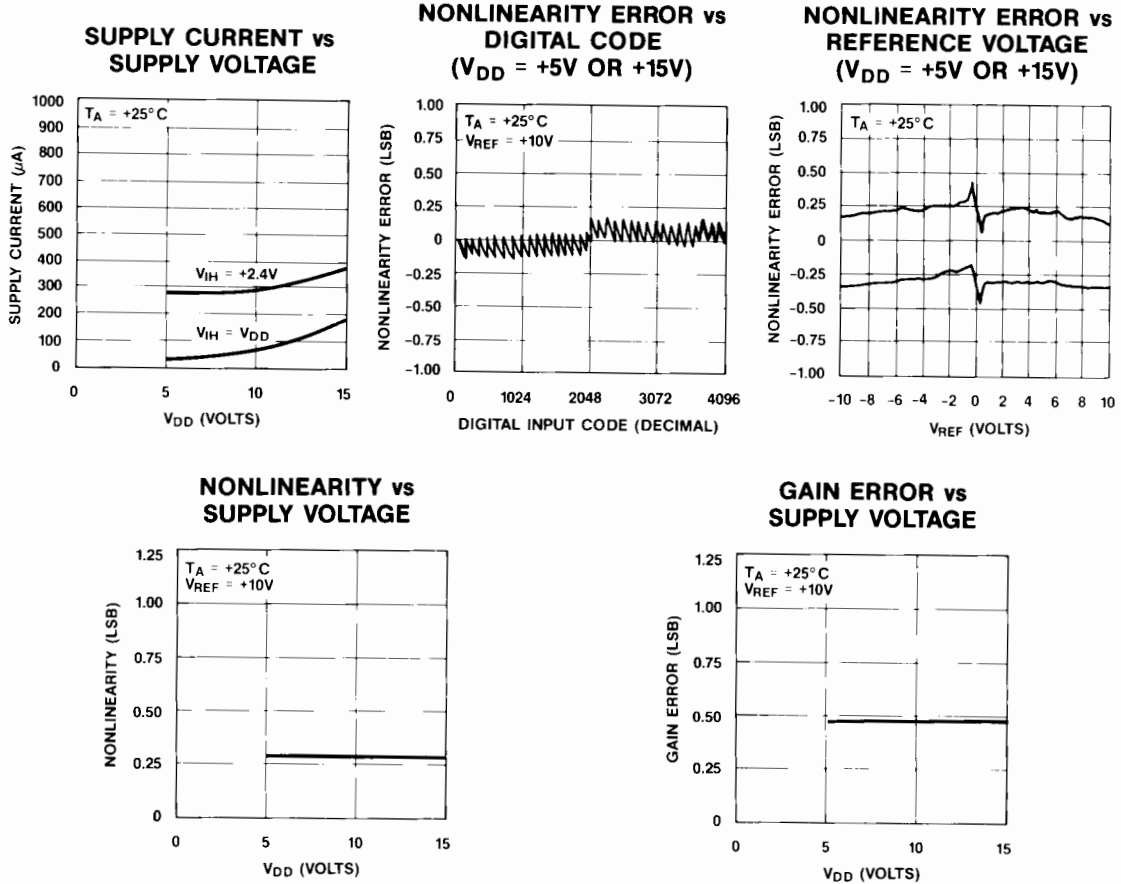 SUPPLY CURRENT vs
SUPPLY VOLTAGE
1000
900
800
700
600
500
400
300
200
100
0
SUPPLY CURRENT (μA)
TA = +25°C
VIH = +2.4V
VIH = VDD
0 5 10 15
VDD (VOLTS)
NONLINEARITY ERROR vs
DIGITAL CODE
(VDD = +5V OR +15V)
1.00
0.75
0.50
0.25
0
−0.25
−0.50
−0.75
−1.00
NONLINEARITY ERROR (LSB)
TA = +25°C
VREF = +10V
0 1024 2048 3072 4096
DIGITAL INPUT CODE (DECIMAL)
NONLINEARITY ERROR vs
REFERENCE VOLTAGE
(VDD = +5V OR +15V)
1.00
0.75
0.50
0.25
0
−0.25
−0.50
−0.75
−1.00
NONLINEARITY ERROR (LSB)
TA = +25°C
−10 −8 −6 −4 −2 0 2 4 6 8 10
VREF (VOLTS)
NONLINEARITY vs
SUPPLY VOLTAGE
1.25
1.00
0.75
0.50
0.25
0
NONLINEARITY (LSB)
TA = +25°C
VREF = +10V
0 5 10 15
VDD (VOLTS)
GAIN ERROR vs
SUPPLY VOLTAGE
1.25
1.00
0.75
0.50
0.25
0
GAIN ERROR (LSB)
TA = +25°C
VREF = +10V
0 5 10 15
VDD (VOLTS)